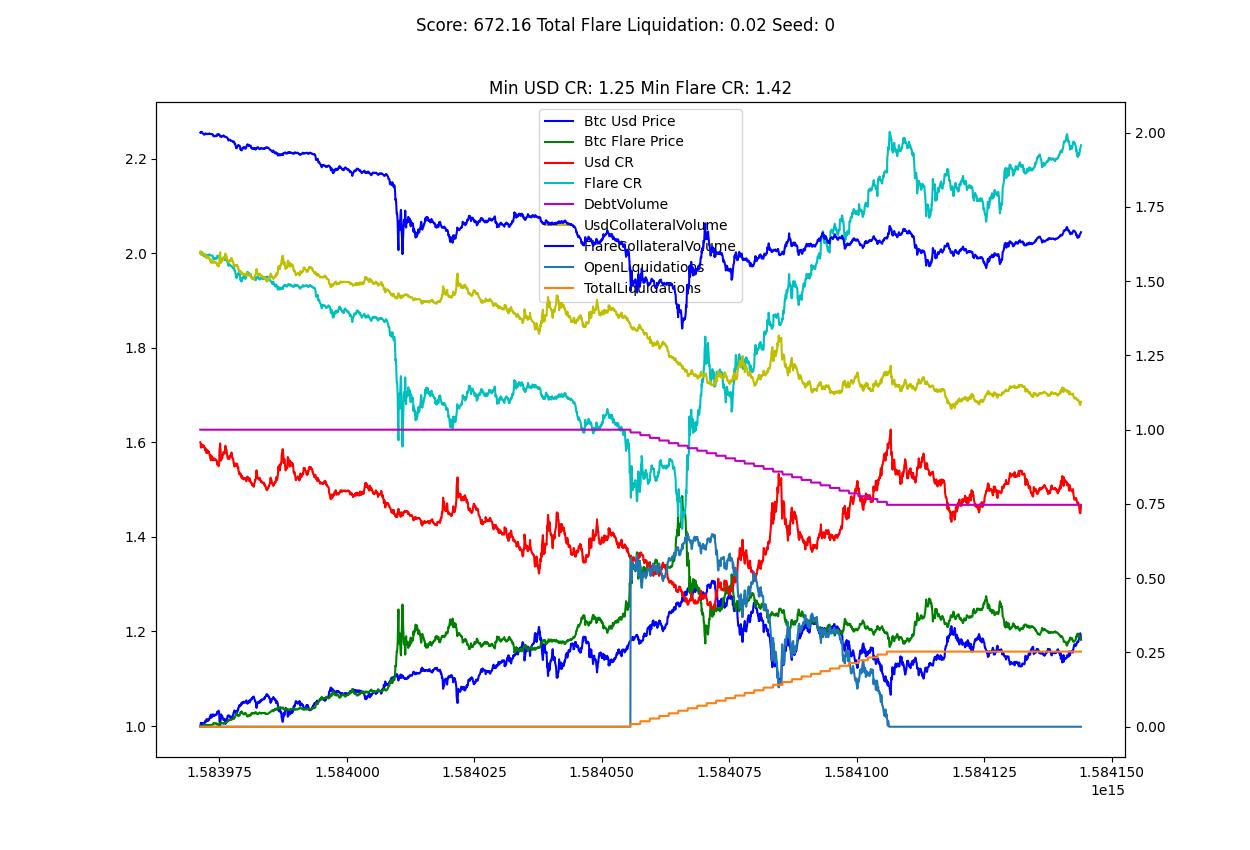 Score: 672.16 Total Flare Liquidation: 0.02 Seed: 0
Min USD CR: 1.25 Min Flare CR: 1.42
Btc Usd Price
Btc Flare Price
Usd CR
Flare CR
DebtVolume
UsdCollateralVolume
FlareCollateralVolume
OpenLiquidations
TotalLiquidations
2.2
2.0
1.8
1.6
1.4
1.2
1.0
2.00
1.75
1.50
1.25
1.00
0.75
0.50
0.25
0.00
1.583975 1.584000 1.584025 1.584050 1.584075 1.584100 1.584125 1.584150
1e15